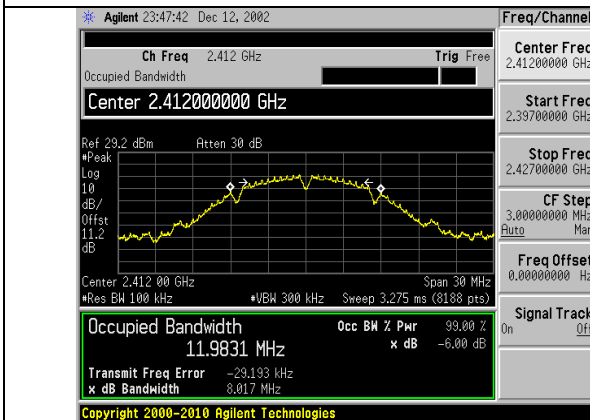 Agilent 23:47:42 Dec 12, 2002
Freq/Channel
Ch Freq 2.412 GHz Trig Free
Occupied Bandwidth
Center 2.412000000 GHz
Ref 29.2 dBm Atten 30 dB
#Peak
Log
10
dB/
Offst
11.2
dB
Center 2.412 00 GHz Span 30 MHz
#Res BW 100 kHz #VBW 300 kHz Sweep 3.275 ms (8188 pts)
Occupied Bandwidth Occ BW % Pwr 99.00 %
11.9831 MHz x dB -6.00 dB
Transmit Freq Error -29.193 kHz
x dB Bandwidth 8.017 MHz
Copyright 2000-2010 Agilent Technologies
Center Freq
2.41200000 GHz
Start Freq
2.39700000 GHz
Stop Freq
2.42700000 GHz
CF Step
3.00000000 MHz
Auto Man
Freq Offset
0.00000000 Hz
Signal Track
On Off